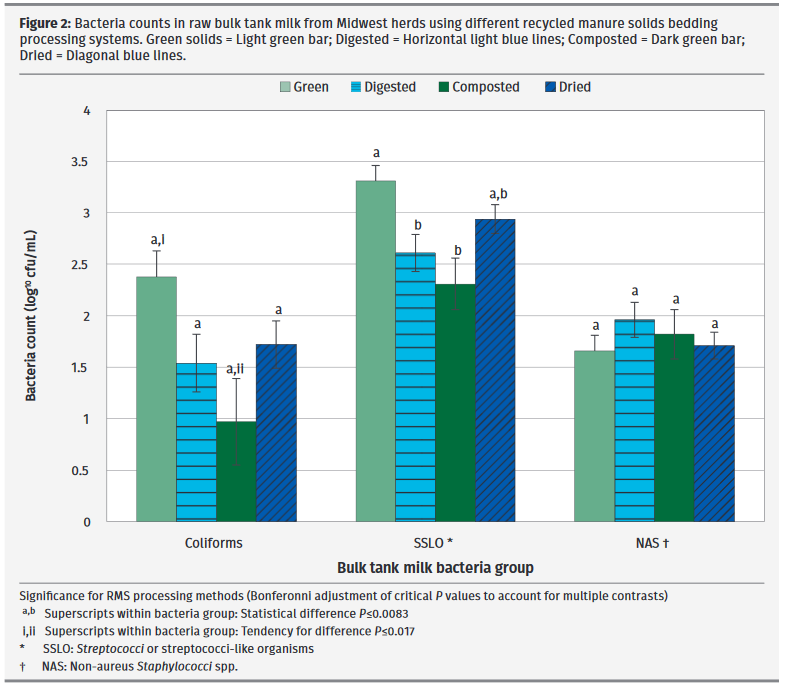 Figure 2: Bacteria counts in raw bulk tank milk from Midwest herds using different recycled manure solids bedding
processing systems. Green solids = Light green bar; Digested = Horizontal light blue lines; Composted = Dark green bar;
Dried = Diagonal blue lines.
Green Digested Composted Dried
4
3.5
3
2.5
2
1.5
1
0.5
0
Bacteria count (log¹⁰ cfu/mL)
a,i
a
a,ii
a
a
b
b
a,b
a
a
a
a
Coliforms SSLO * NAS †
Bulk tank milk bacteria group
Significance for RMS processing methods (Bonferonni adjustment of critical P values to account for multiple contrasts)
a,b Superscripts within bacteria group: Statistical difference P≤0.0083
i,ii Superscripts within bacteria group: Tendency for difference P≤0.017
* SSLO: Streptococci or streptococci-like organisms
† NAS: Non-aureus Staphylococci spp.